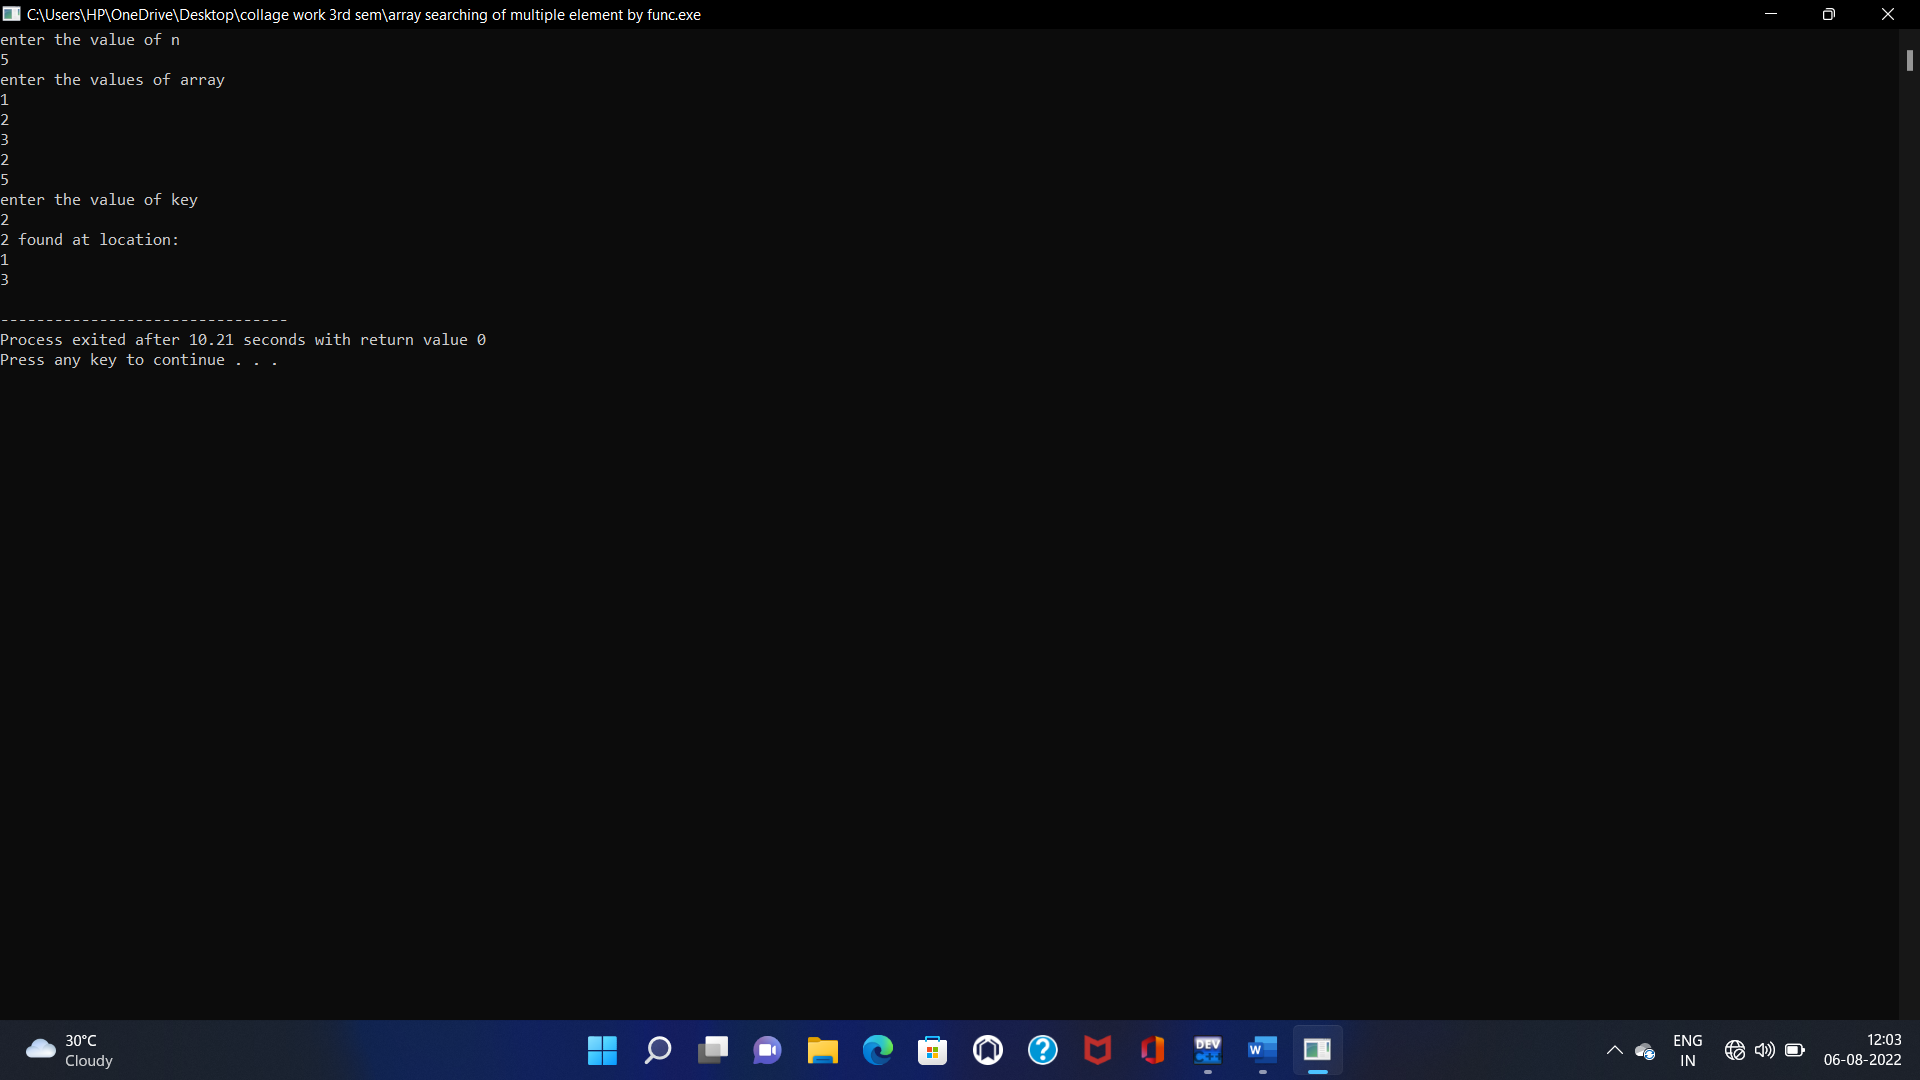 C:\Users\HP\OneDrive\Desktop\collage work 3rd sem\array searching of multiple element by func.exe
enter the value of n
5
enter the values of array
1
2
3
2
5
enter the value of key
2
2 found at location:
1
3
--------------------------------
Process exited after 10.21 seconds with return value 0
Press any key to continue . . .
30°C
Cloudy
DEV
C++
W
ENG
IN
12:03
06-08-2022